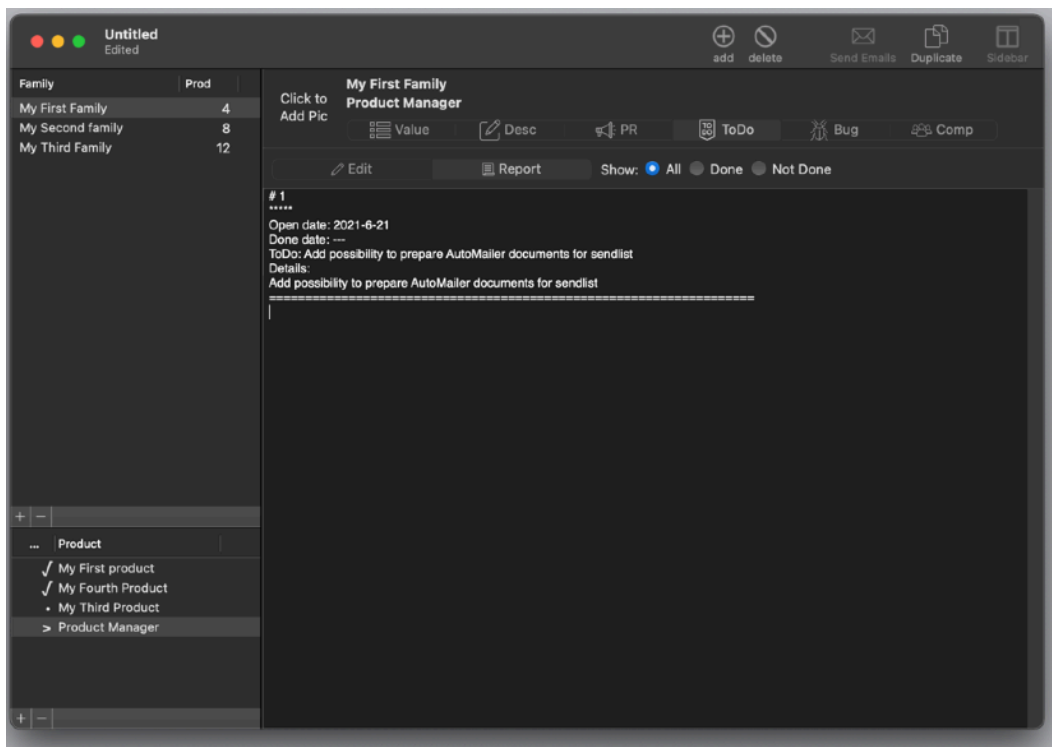 Untitled
Edited
add delete Send Emails Duplicate Sidebar
Family Prod
My First Family 4
My Second family 8
My Third Family 12
+ −
... Product
√ My First product
√ My Fourth Product
• My Third Product
> Product Manager
+ −
Click to
Add Pic
My First Family
Product Manager
Value Desc PR TO DO ToDo Bug Comp
Edit Report Show: All Done Not Done
# 1
*****
Open date: 2021-6-21
Done date: ---
ToDo: Add possibility to prepare AutoMailer documents for sendlist
Details:
Add possibility to prepare AutoMailer documents for sendlist
===================================================================